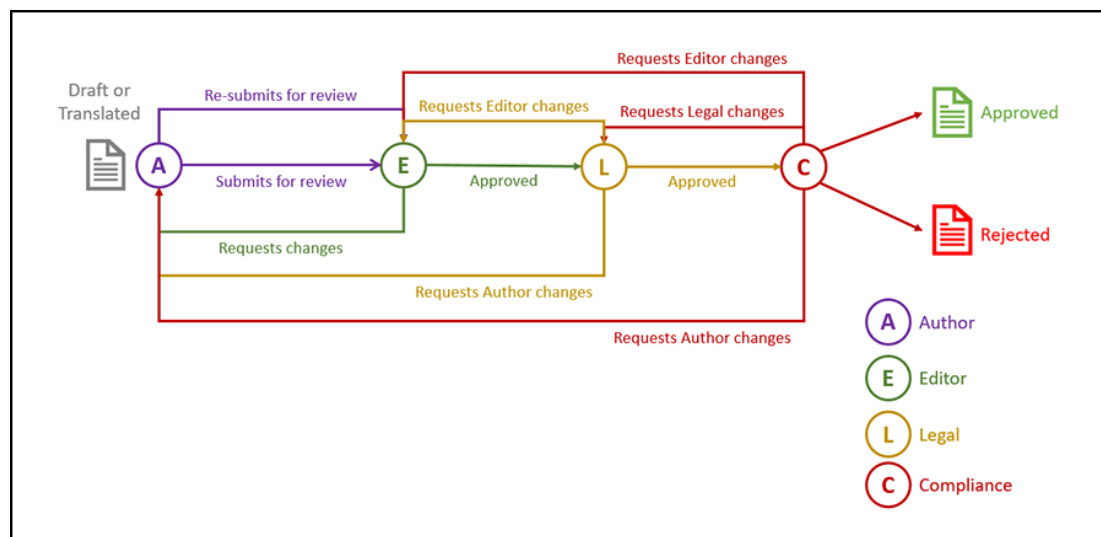 Requests Editor changes
Draft or
Translated
Re-submits for review
Requests Editor changes
Requests Legal changes
Approved
A
E
L
C
Submits for review
Approved
Approved
Requests changes
Rejected
Requests Author changes
Requests Author changes
A Author
E Editor
L Legal
C Compliance